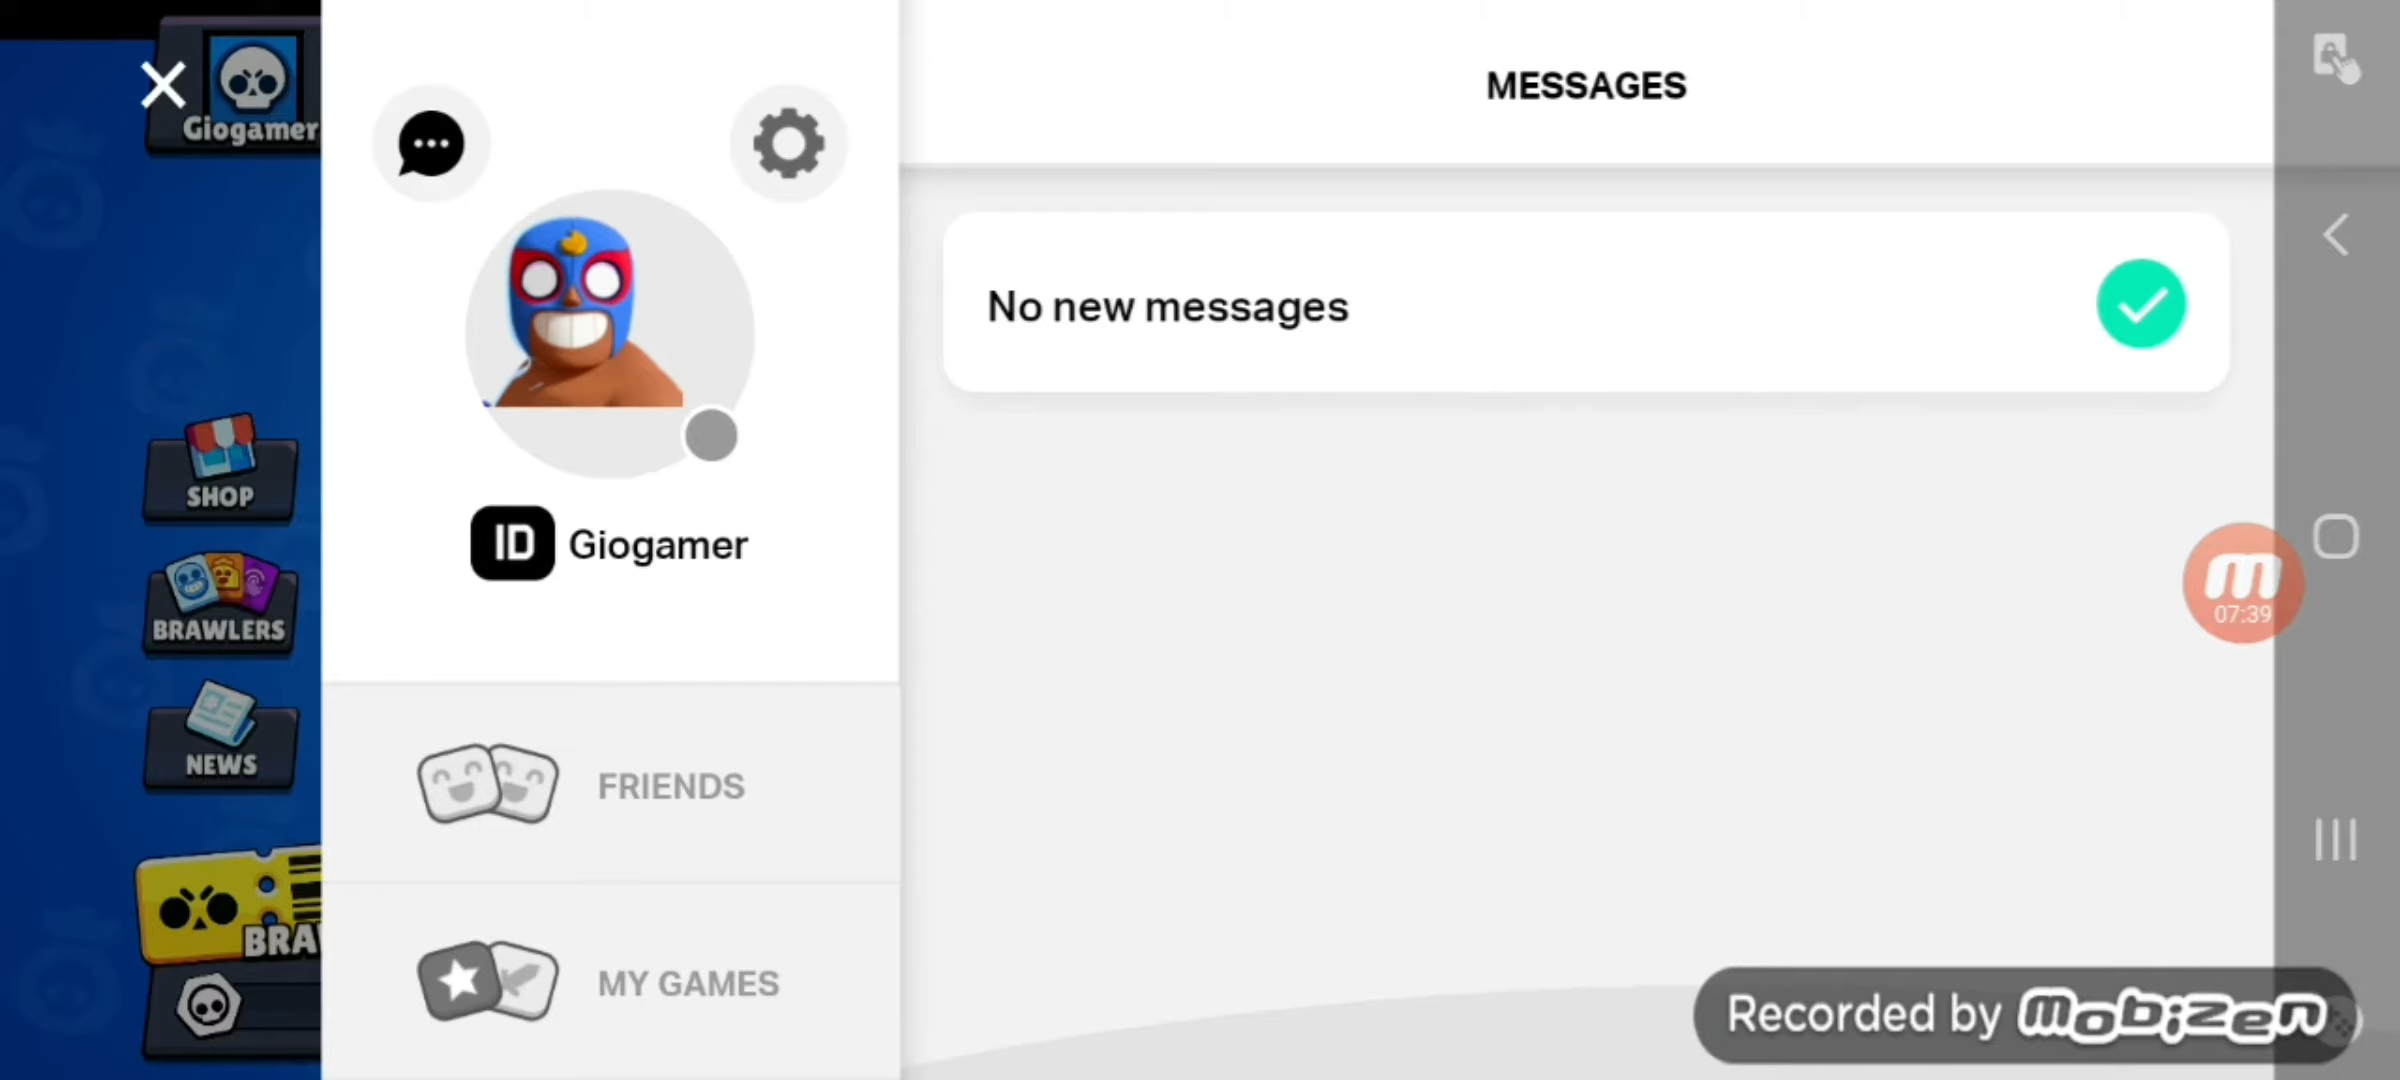 Giogamer
SHOP
BRAWLERS
NEWS
BRA
ID Giogamer
FRIENDS
MY GAMES
MESSAGES
No new messages
m
07:39
Recorded by mobizen